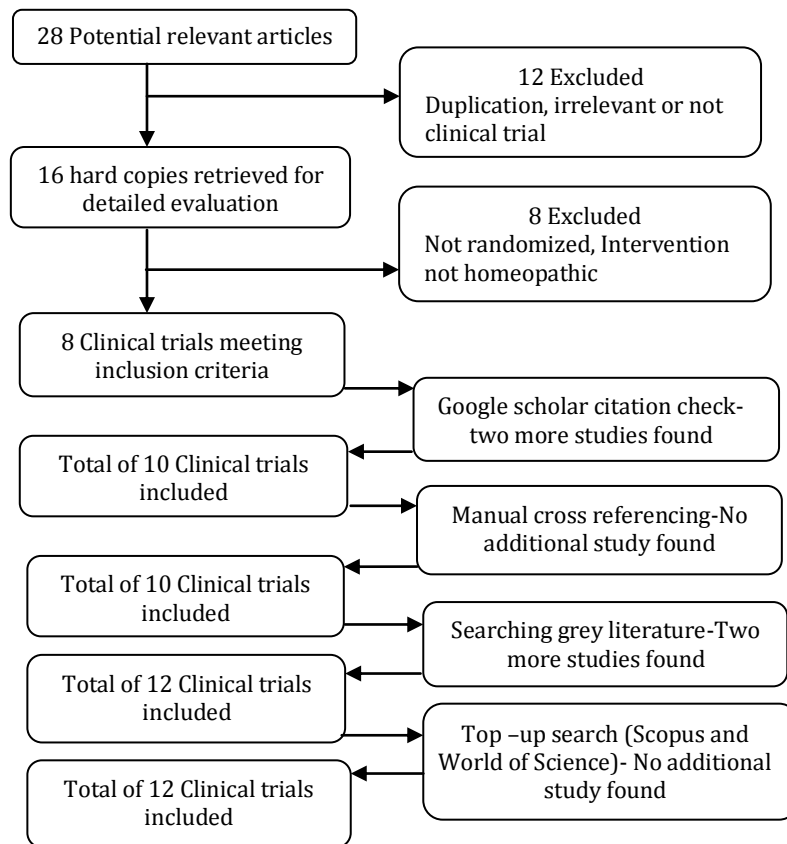 28 Potential relevant articles
12 Excluded
Duplication, irrelevant or not
clinical trial
16 hard copies retrieved for
detailed evaluation
8 Excluded
Not randomized, Intervention
not homeopathic
8 Clinical trials meeting
inclusion criteria
Google scholar citation check-
two more studies found
Total of 10 Clinical trials
included
Manual cross referencing-No
additional study found
Total of 10 Clinical trials
included
Searching grey literature-Two
more studies found
Total of 12 Clinical trials
included
Top –up search (Scopus and
World of Science)- No additional
study found
Total of 12 Clinical trials
included